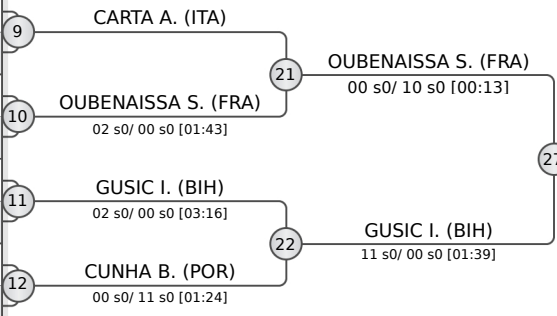 9
CARTA A. (ITA)
21
OUBENAISSA S. (FRA)
00 s0/ 10 s0 [00:13]
10
OUBENAISSA S. (FRA)
02 s0/ 00 s0 [01:43]
27
11
GUSIC I. (BIH)
02 s0/ 00 s0 [03:16]
22
GUSIC I. (BIH)
11 s0/ 00 s0 [01:39]
12
CUNHA B. (POR)
00 s0/ 11 s0 [01:24]